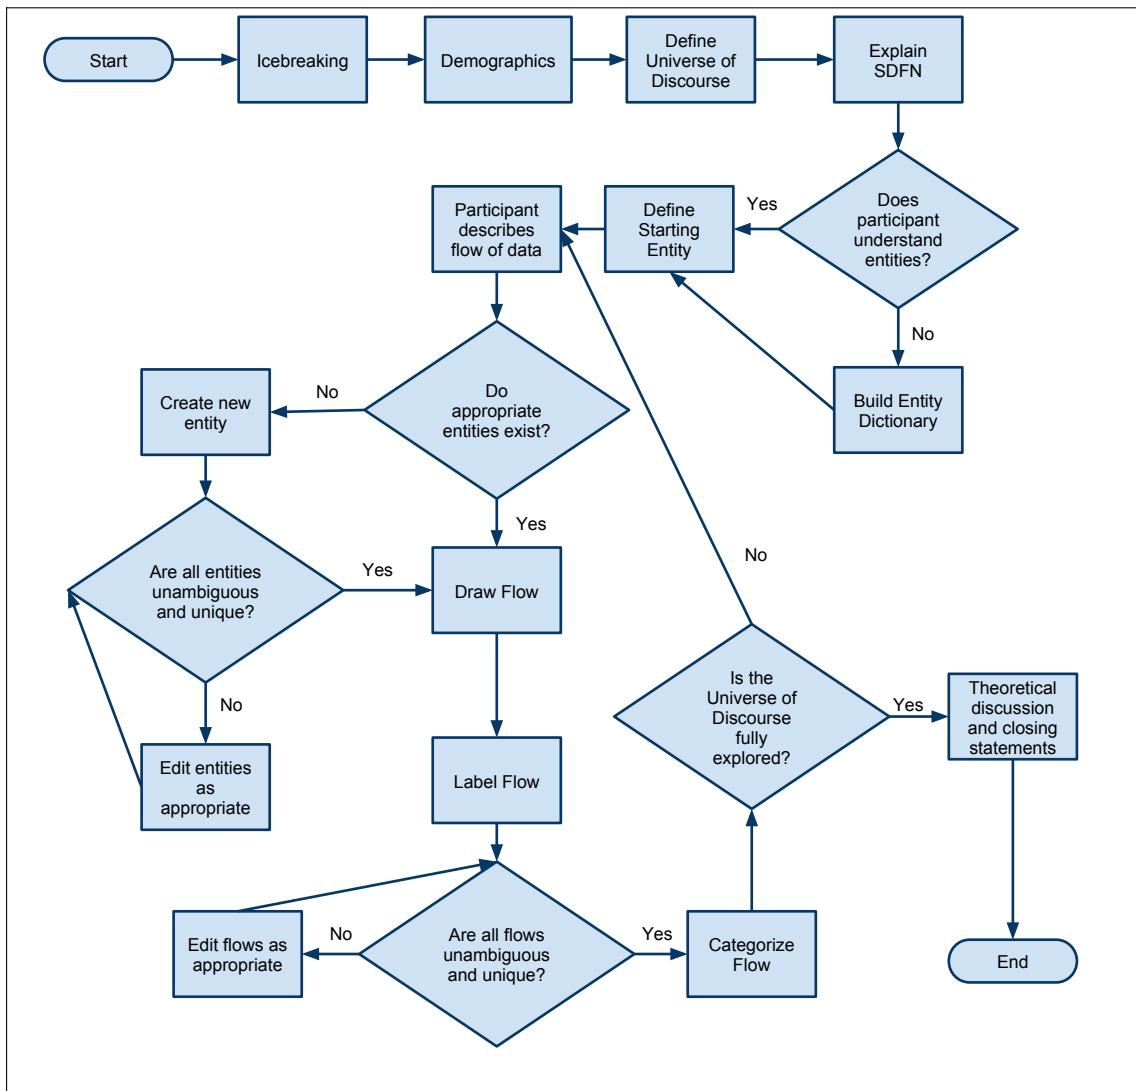 Start
Icebreaking
Demographics
Define
Universe of
Discourse
Explain
SDFN
Does
participant
understand
entities?
Yes
No
Define
Starting
Entity
Build Entity
Dictionary
Participant
describes
flow of data
Do
appropriate
entities exist?
No
Yes
Create new
entity
Are all entities
unambiguous
and unique?
Yes
No
Edit entities
as
appropriate
Draw Flow
Label Flow
Are all flows
unambiguous
and unique?
No
Yes
Edit flows as
appropriate
Categorize
Flow
Is the
Universe of
Discourse
fully
explored?
No
Yes
Theoretical
discussion
and closing
statements
End